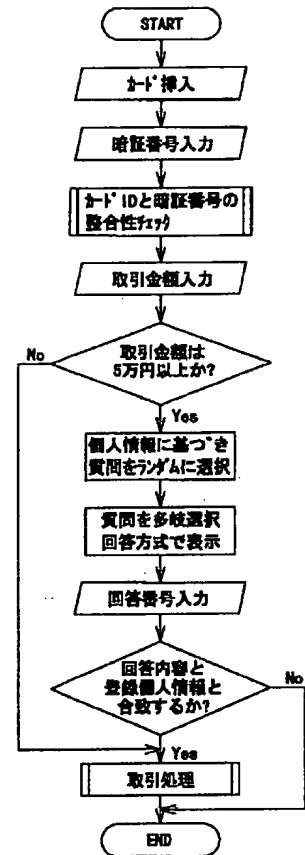 START
ｶｰﾄﾞ挿入
暗証番号入力
ｶｰﾄﾞIDと暗証番号の
整合性ﾁｪｯｸ
取引金額入力
取引金額は
5万円以上か?
No
Yes
個人情報に基づき
質問をランダムに選択
質問を多岐選択
回答方式で表示
回答番号入力
回答内容と
登録個人情報と
合致するか?
No
Yes
取引処理
END